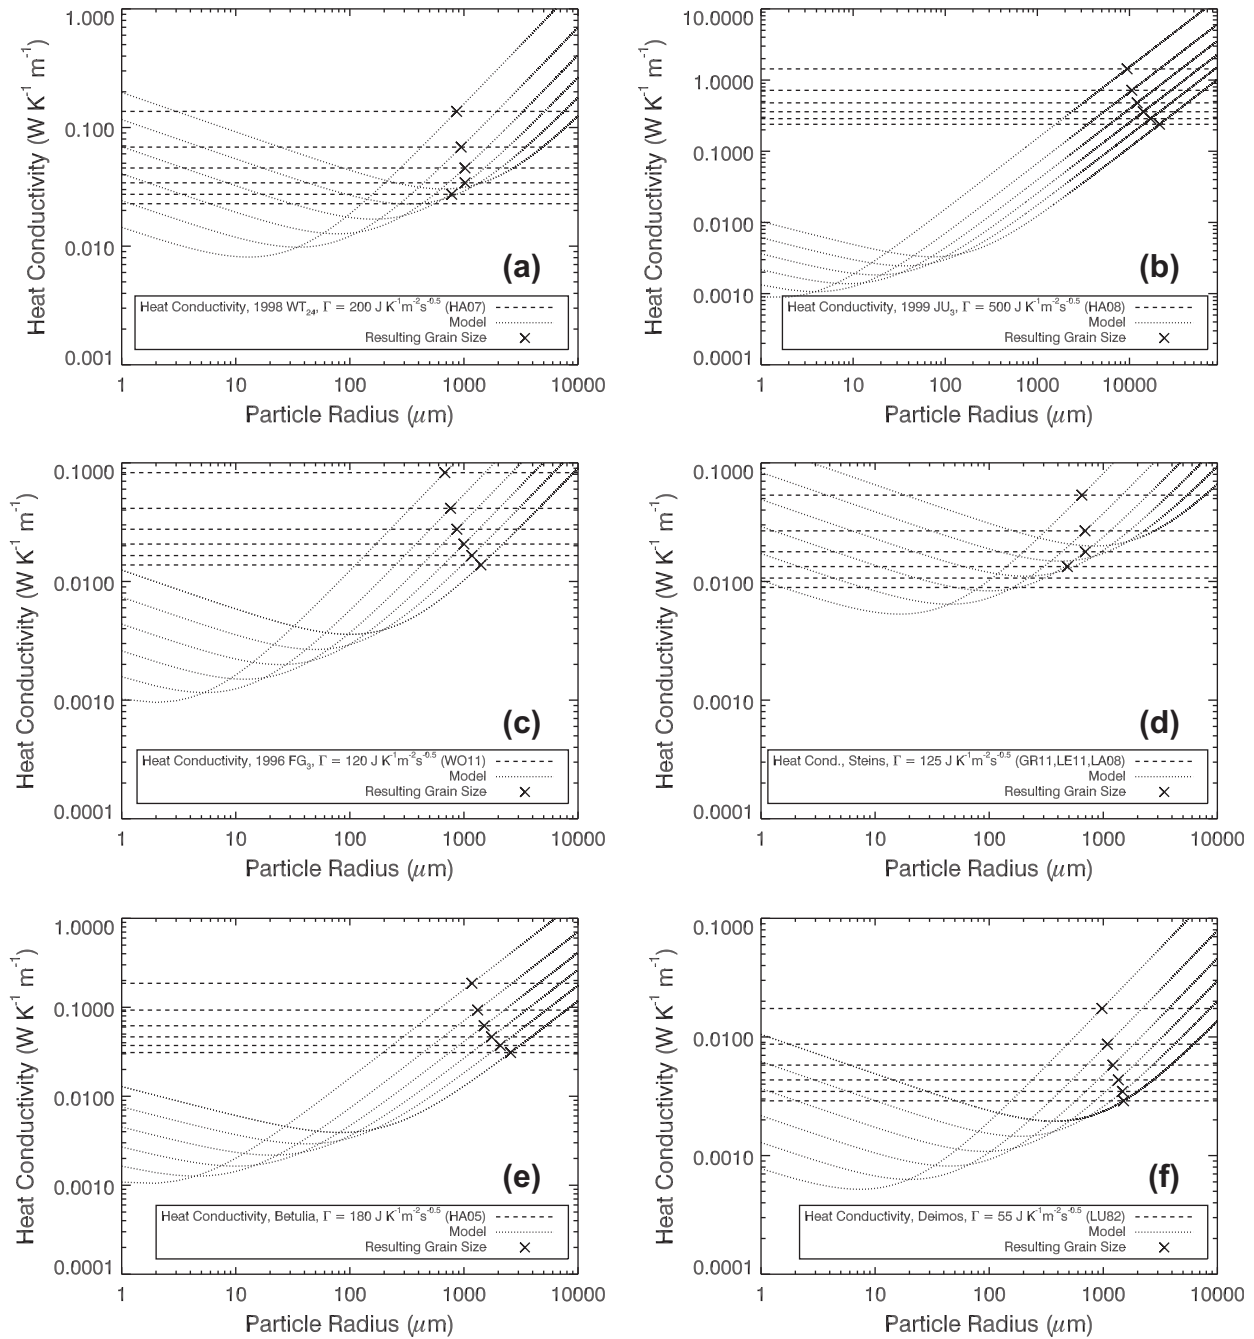 1.000
0.100
0.010
0.001
Heat Conductivity (W K⁻¹ m⁻¹)
(a)
Heat Conductivity, 1998 WT₂₄, Γ = 200 J K⁻¹m⁻²s⁻⁰·⁵ (HA07)
Model
Resulting Grain Size
1 10 100 1000 10000
Particle Radius (μm)
10.0000
1.0000
0.1000
0.0100
0.0010
0.0001
Heat Conductivity (W K⁻¹ m⁻¹)
(b)
Heat Conductivity, 1999 JU₃, Γ = 500 J K⁻¹m⁻²s⁻⁰·⁵ (HA08)
Model
Resulting Grain Size
1 10 100 1000 10000
Particle Radius (μm)
0.1000
0.0100
0.0010
0.0001
Heat Conductivity (W K⁻¹ m⁻¹)
(c)
Heat Conductivity, 1996 FG₃, Γ = 120 J K⁻¹m⁻²s⁻⁰·⁵ (WO11)
Model
Resulting Grain Size
1 10 100 1000 10000
Particle Radius (μm)
0.1000
0.0100
0.0010
0.0001
Heat Conductivity (W K⁻¹ m⁻¹)
(d)
Heat Cond., Steins, Γ = 125 J K⁻¹m⁻²s⁻⁰·⁵ (GR11,LE11,LA08)
Model
Resulting Grain Size
1 10 100 1000 10000
Particle Radius (μm)
1.0000
0.1000
0.0100
0.0010
0.0001
Heat Conductivity (W K⁻¹ m⁻¹)
(e)
Heat Conductivity, Betulia, Γ = 180 J K⁻¹m⁻²s⁻⁰·⁵ (HA05)
Model
Resulting Grain Size
1 10 100 1000 10000
Particle Radius (μm)
0.1000
0.0100
0.0010
0.0001
Heat Conductivity (W K⁻¹ m⁻¹)
(f)
Heat Conductivity, Deimos, Γ = 55 J K⁻¹m⁻²s⁻⁰·⁵ (LU82)
Model
Resulting Grain Size
1 10 100 1000 10000
Particle Radius (μm)